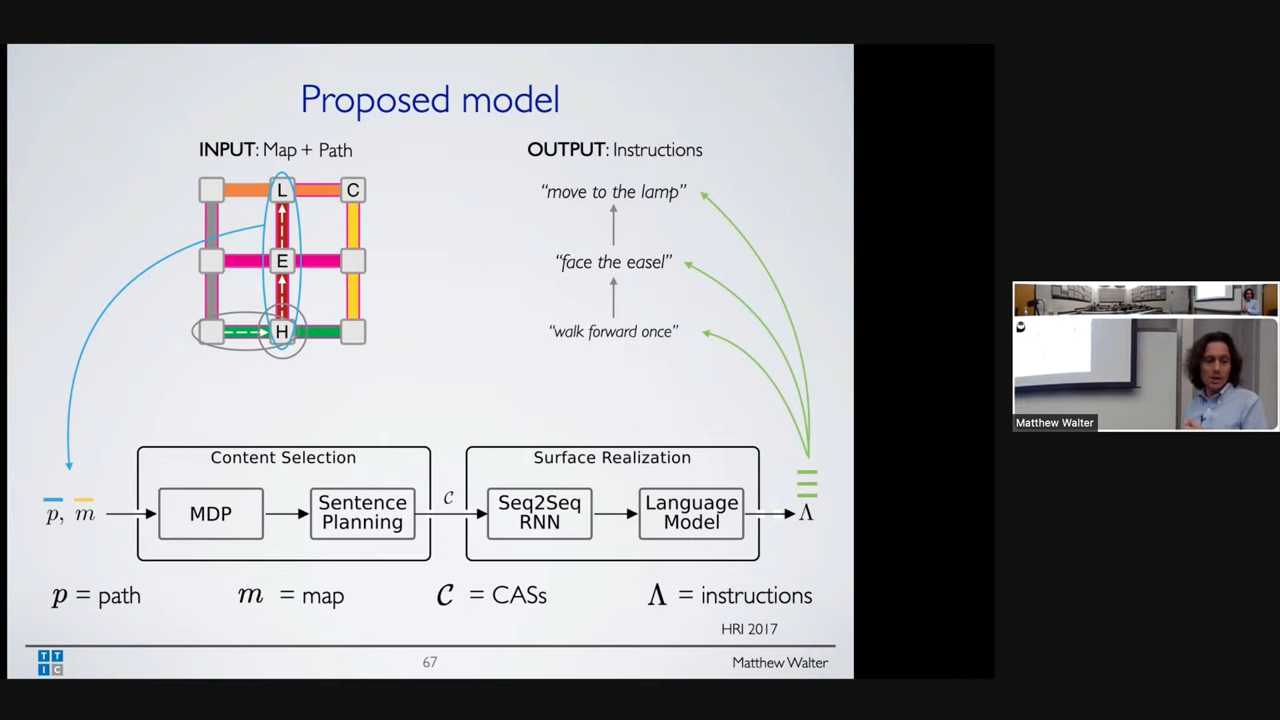 Proposed model
INPUT: Map + Path
OUTPUT: Instructions
L
C
E
H
“move to the lamp”
“face the easel”
“walk forward once”
Content Selection
MDP
Sentence
Planning
C
Surface Realization
Seq2Seq
RNN
Language
Model
p, m
Λ
p = path
m = map
C = CASs
Λ = instructions
HRI 2017
T T
I C
67
Matthew Walter
Matthew Walter